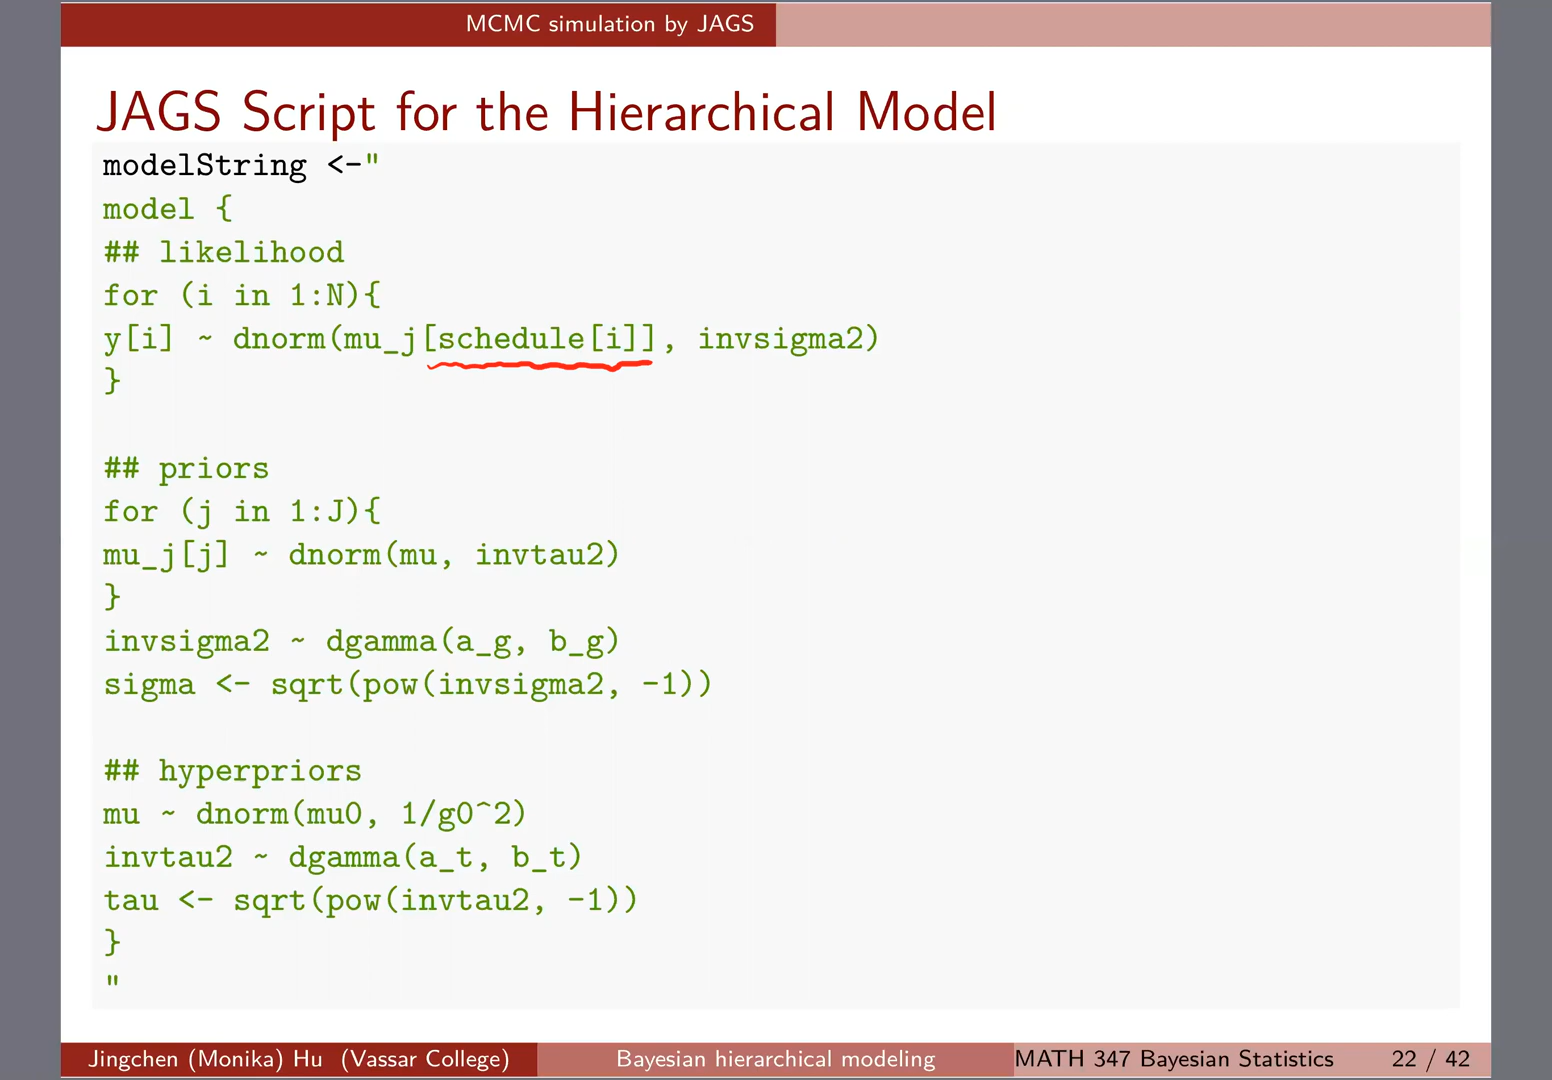 MCMC simulation by JAGS
JAGS Script for the Hierarchical Model
modelString <-"
model {
## likelihood
for (i in 1:N){
y[i] ~ dnorm(mu_j[schedule[i]], invsigma2)
}
## priors
for (j in 1:J){
mu_j[j] ~ dnorm(mu, invtau2)
}
invsigma2 ~ dgamma(a_g, b_g)
sigma <- sqrt(pow(invsigma2, -1))
## hyperpriors
mu ~ dnorm(mu0, 1/g0^2)
invtau2 ~ dgamma(a_t, b_t)
tau <- sqrt(pow(invtau2, -1))
}
"
Jingchen (Monika) Hu (Vassar College) Bayesian hierarchical modeling MATH 347 Bayesian Statistics 22 / 42